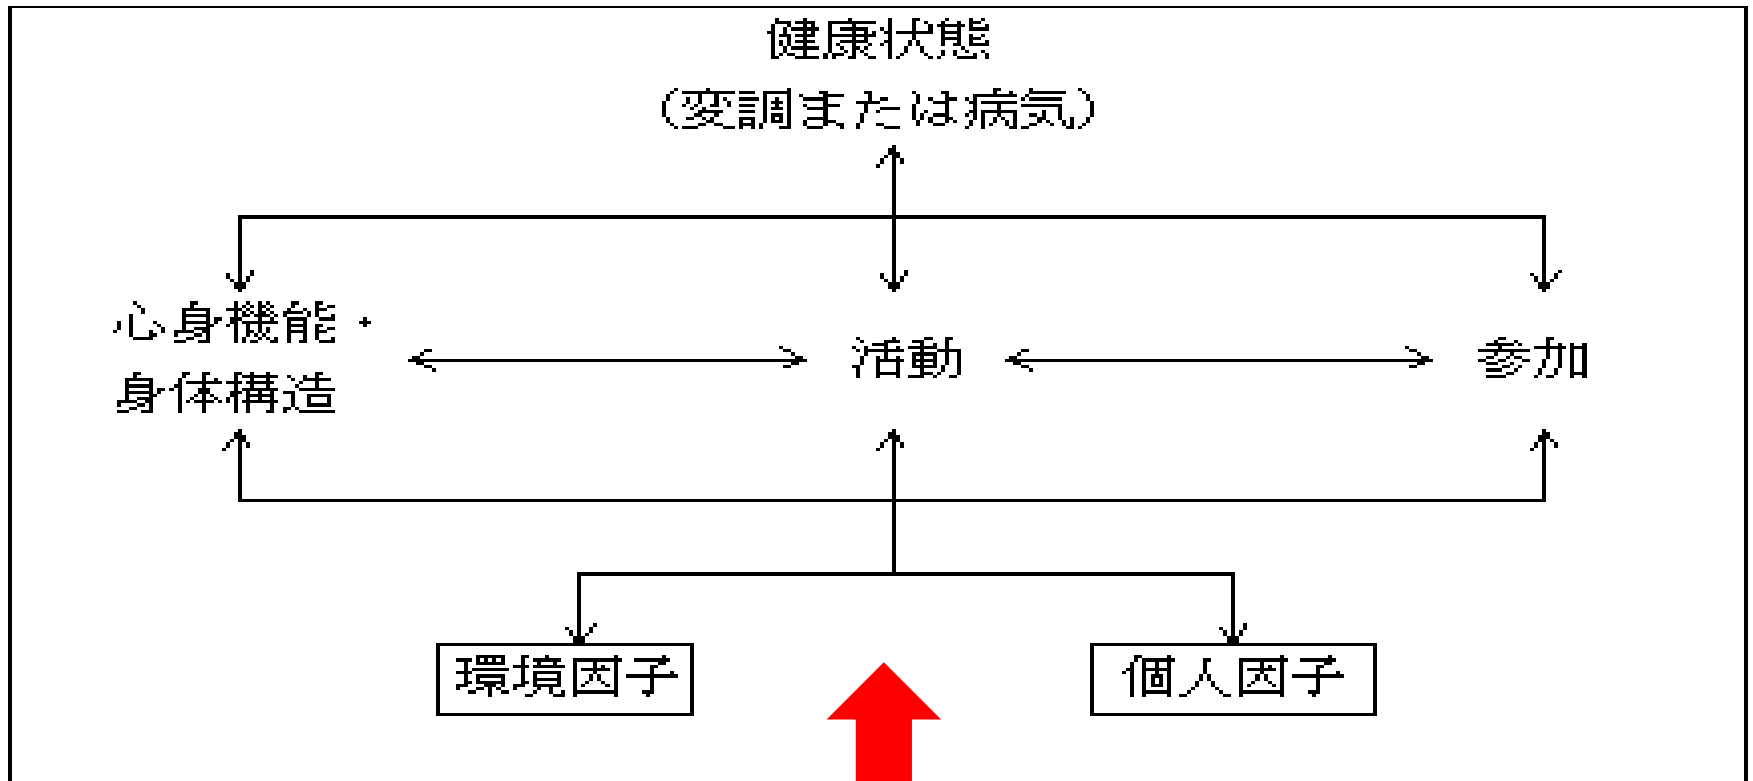 健康状態
(変調または病気)
心身機能・
身体構造
活動
参加
環境因子
個人因子